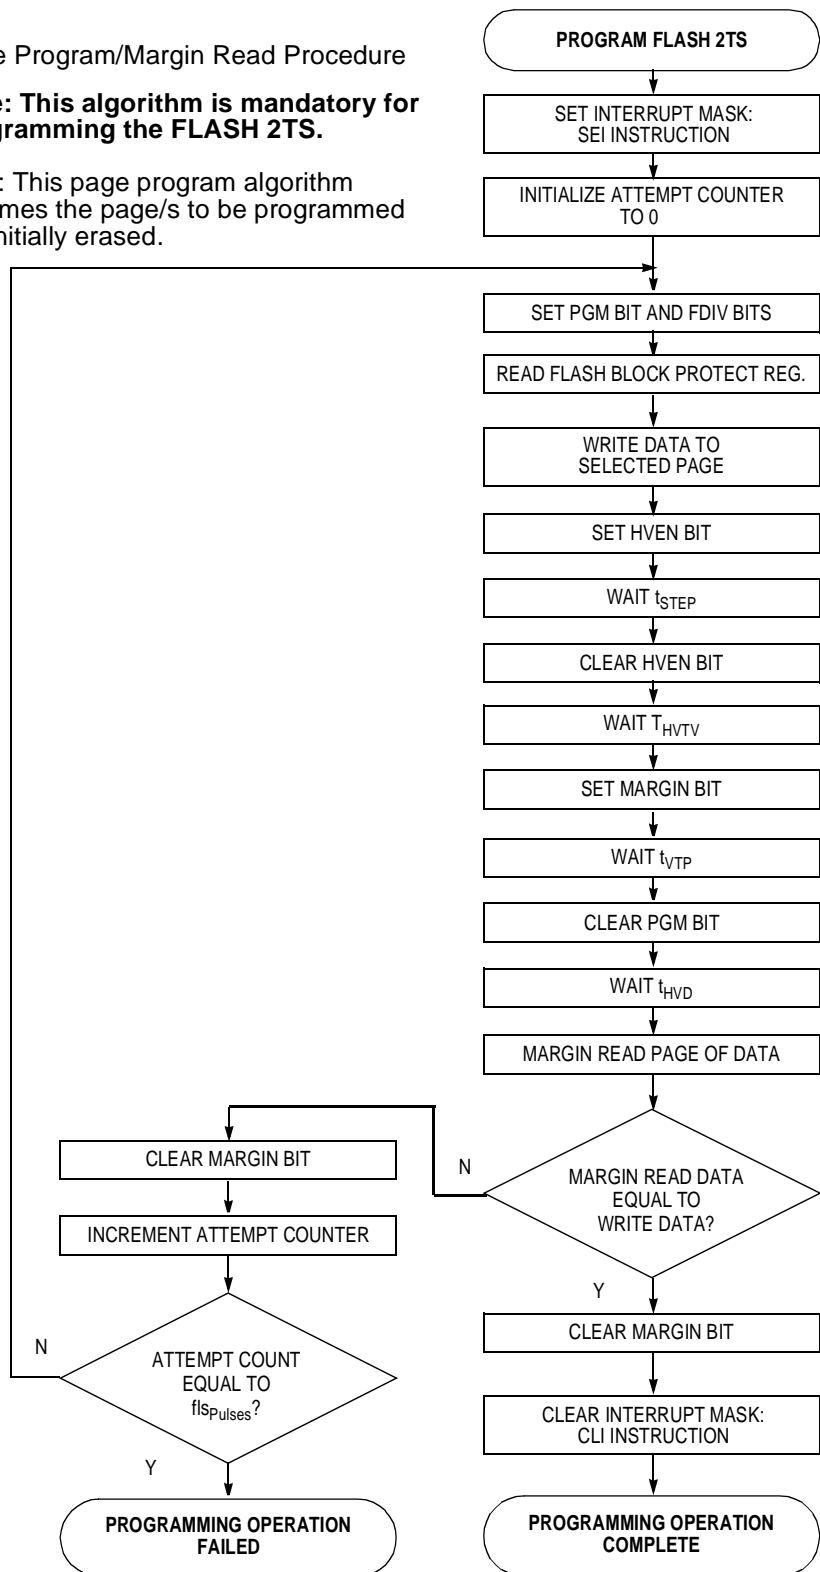 e Program/Margin Read Procedure
e: This algorithm is mandatory for
gramming the FLASH 2TS.
: This page program algorithm
mes the page/s to be programmed
nitially erased.
PROGRAM FLASH 2TS
SET INTERRUPT MASK:
SEI INSTRUCTION
INITIALIZE ATTEMPT COUNTER
TO 0
SET PGM BIT AND FDIV BITS
READ FLASH BLOCK PROTECT REG.
WRITE DATA TO
SELECTED PAGE
SET HVEN BIT
WAIT tSTEP
CLEAR HVEN BIT
WAIT THVTV
SET MARGIN BIT
WAIT tVTP
CLEAR PGM BIT
WAIT tHVD
MARGIN READ PAGE OF DATA
MARGIN READ DATA
EQUAL TO
WRITE DATA?
N
CLEAR MARGIN BIT
INCREMENT ATTEMPT COUNTER
ATTEMPT COUNT
EQUAL TO
flsPulses?
N
Y
PROGRAMMING OPERATION
FAILED
Y
CLEAR MARGIN BIT
CLEAR INTERRUPT MASK:
CLI INSTRUCTION
PROGRAMMING OPERATION
COMPLETE